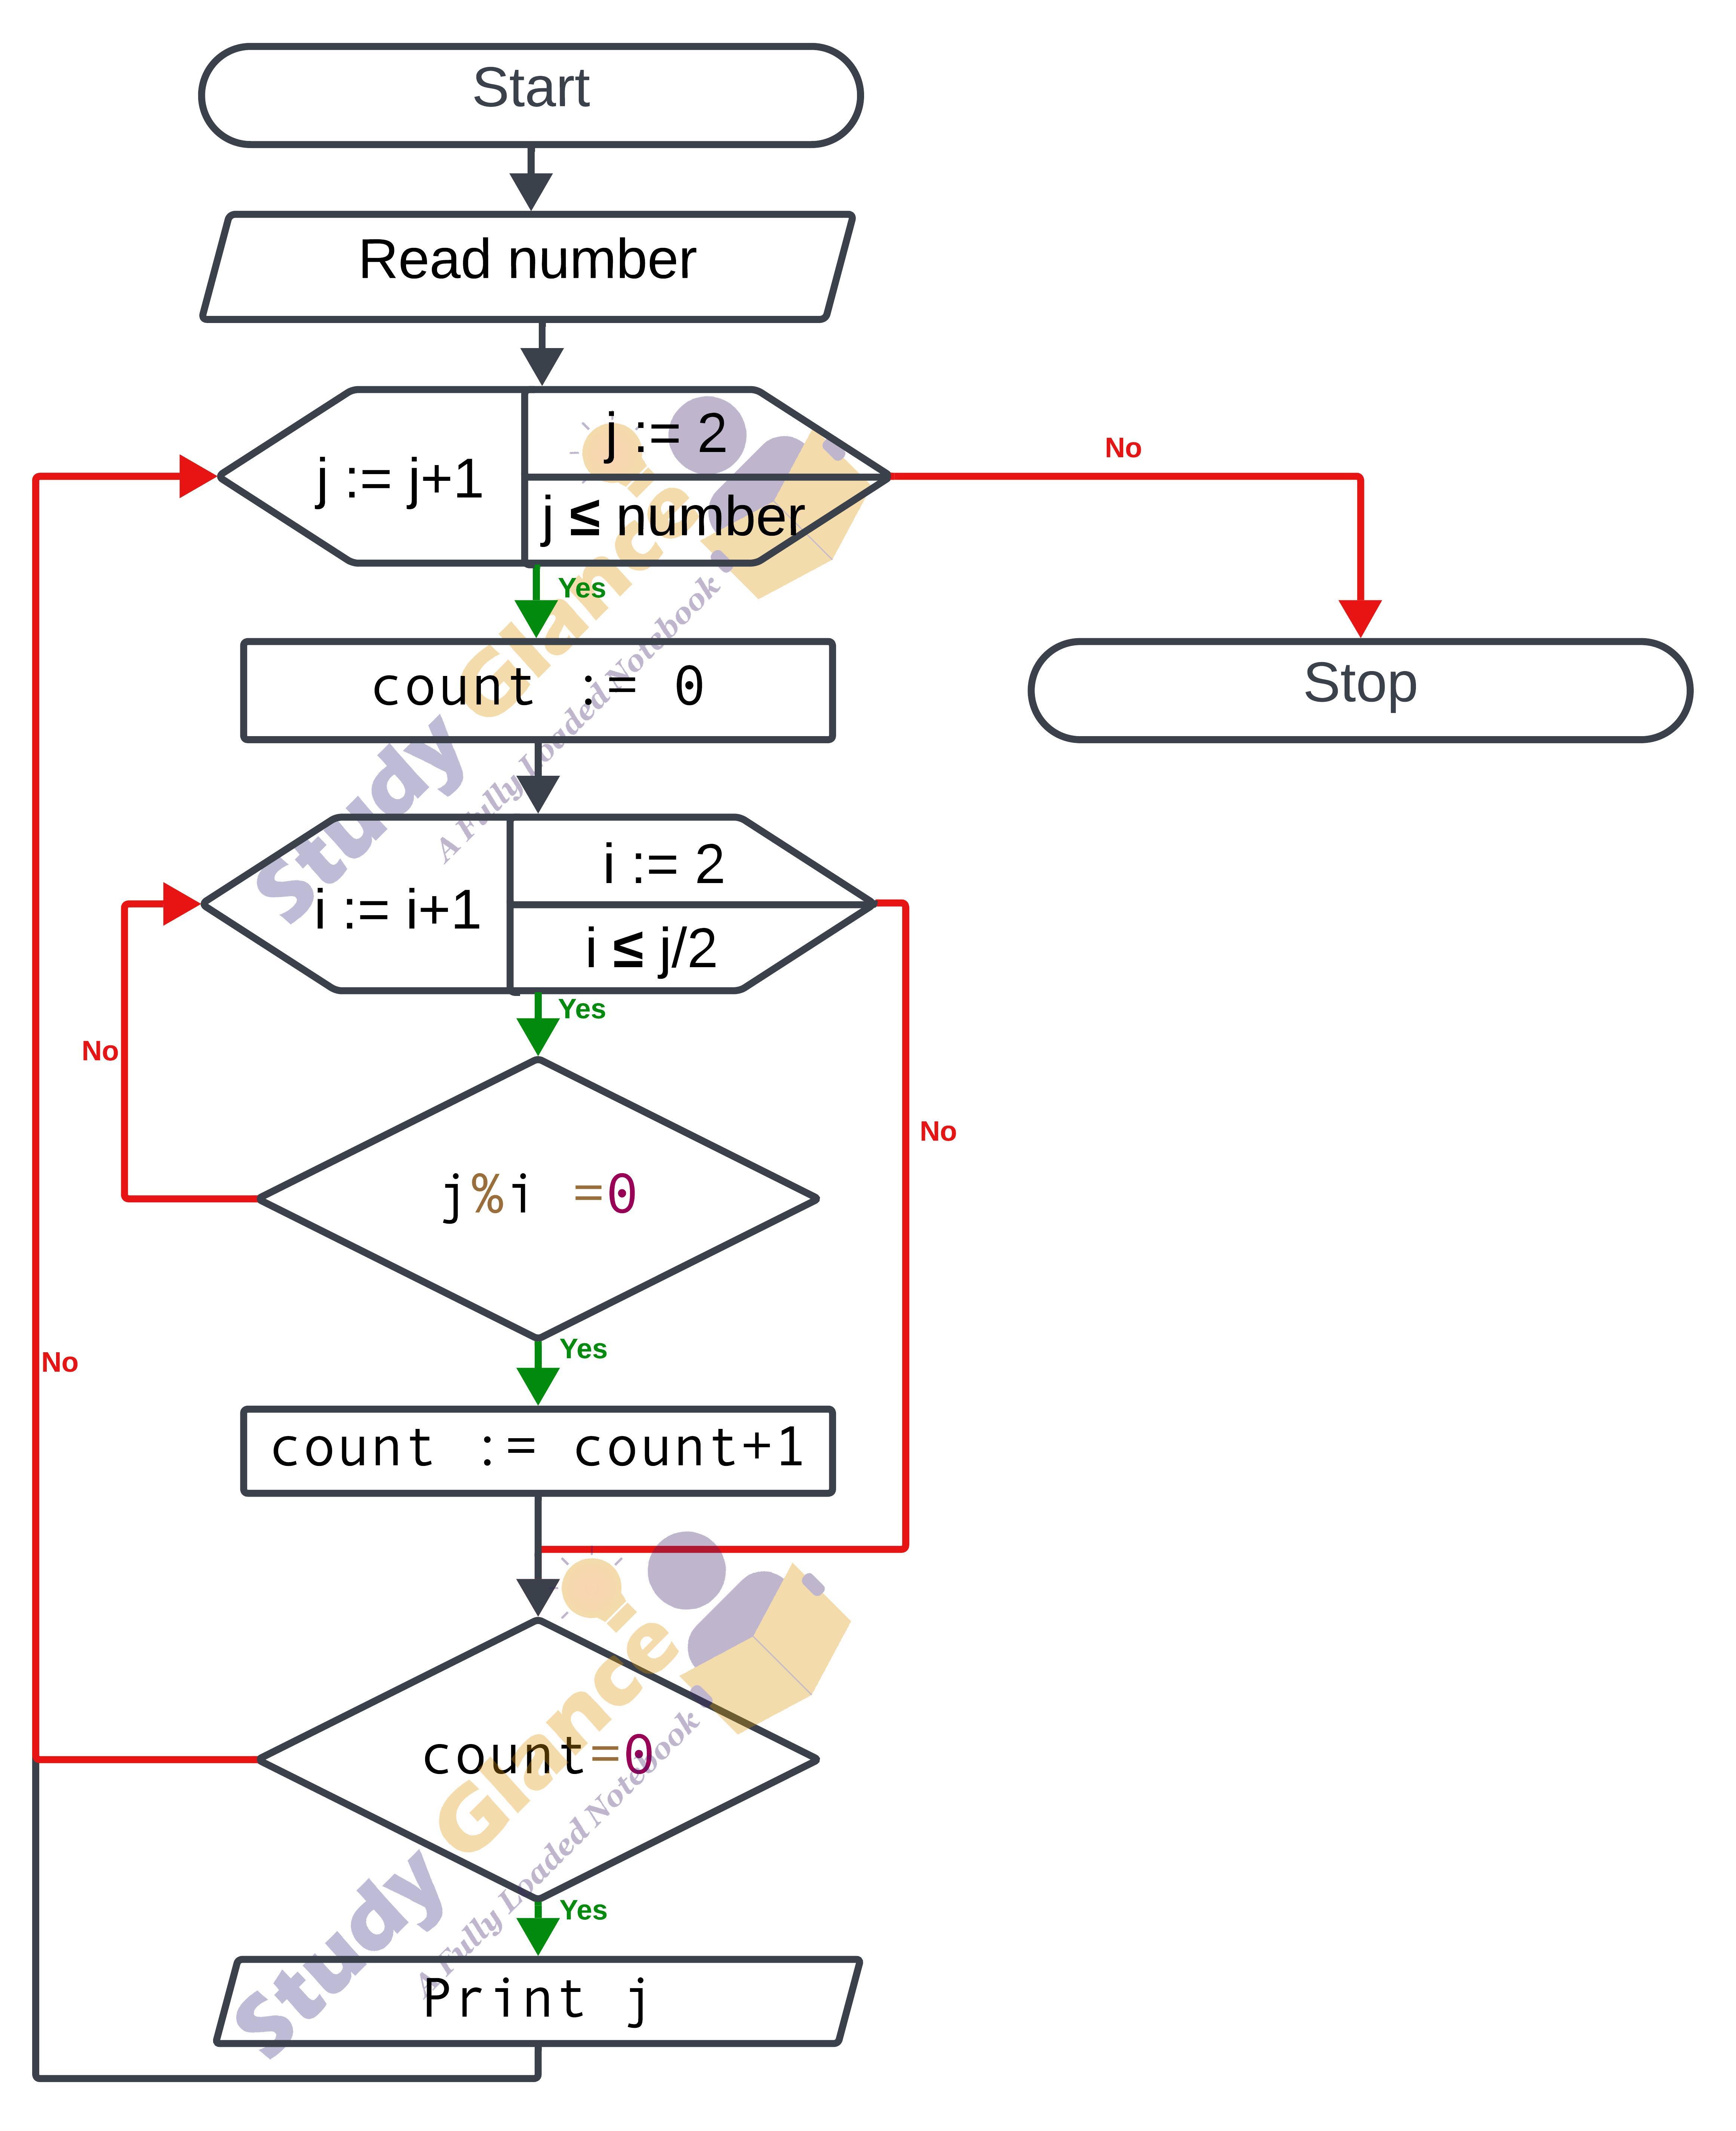 Start
Read number
j := j+1
j := 2
j ≤ number
No
Yes
count := 0
Stop
i := i+1
i := 2
i ≤ j/2
Yes
No
No
j%i =0
Yes
No
count := count+1
count=0
Yes
Print j
Study Glance
A Fully Loaded Notebook
Study Glance
A Fully Loaded Notebook